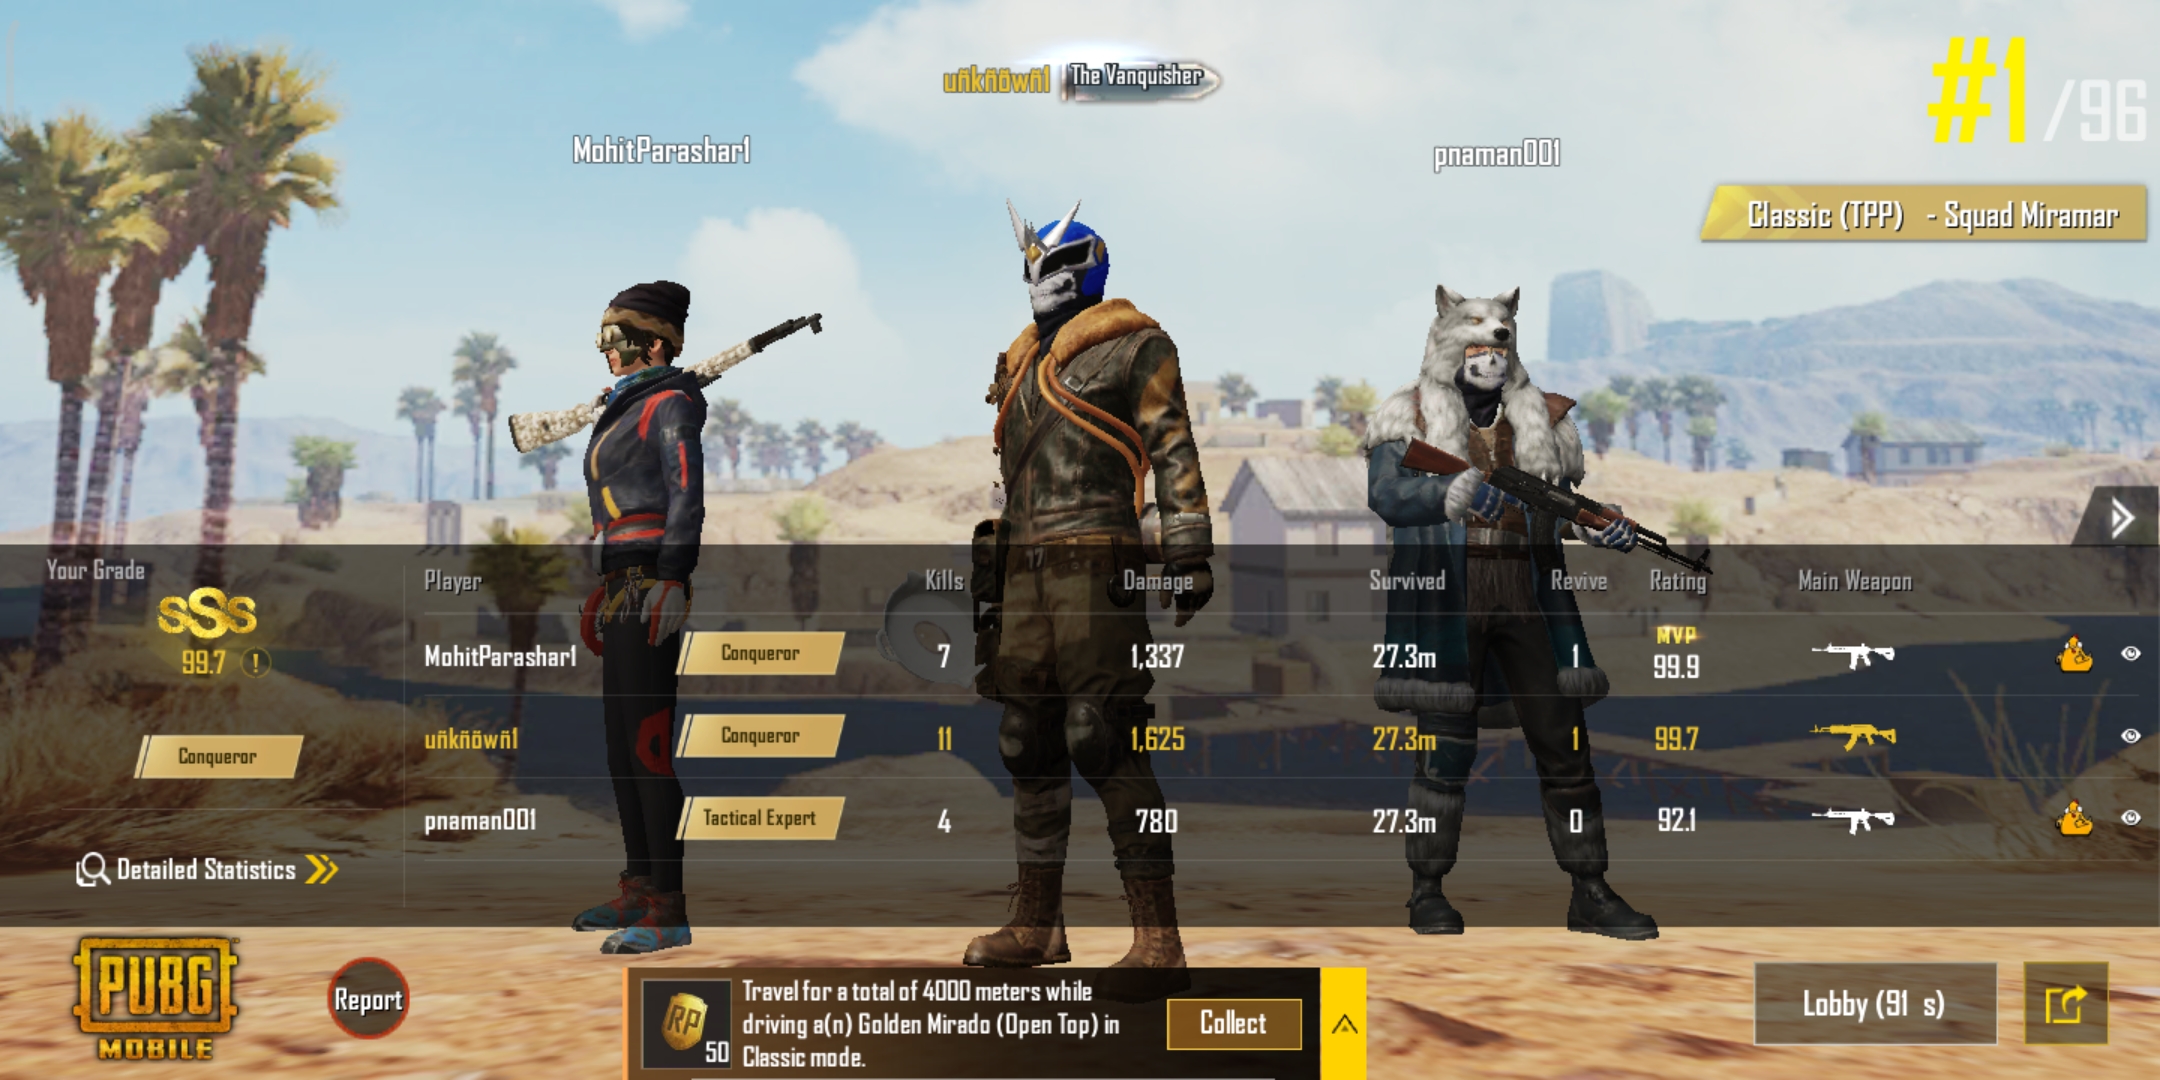 uñkñöwñ1 The Vanquisher
#1/96
MohitParashar1
pnaman001
Classic (TPP) - Squad Miramar
Your Grade
SSS
99.7 !
Conqueror
Detailed Statistics
Player Kills Damage Survived Revive Rating Main Weapon
MohitParashar1 Conqueror 7 1,337 27.3m 1 MVP 99.9
uñkñöwñ1 Conqueror 11 1,625 27.3m 1 99.7
pnaman001 Tactical Expert 4 780 27.3m 0 92.1
17
PUBG
MOBILE
Report
RP
50
Travel for a total of 4000 meters while
driving a(n) Golden Mirado (Open Top) in
Classic mode.
Collect
Lobby (91 s)